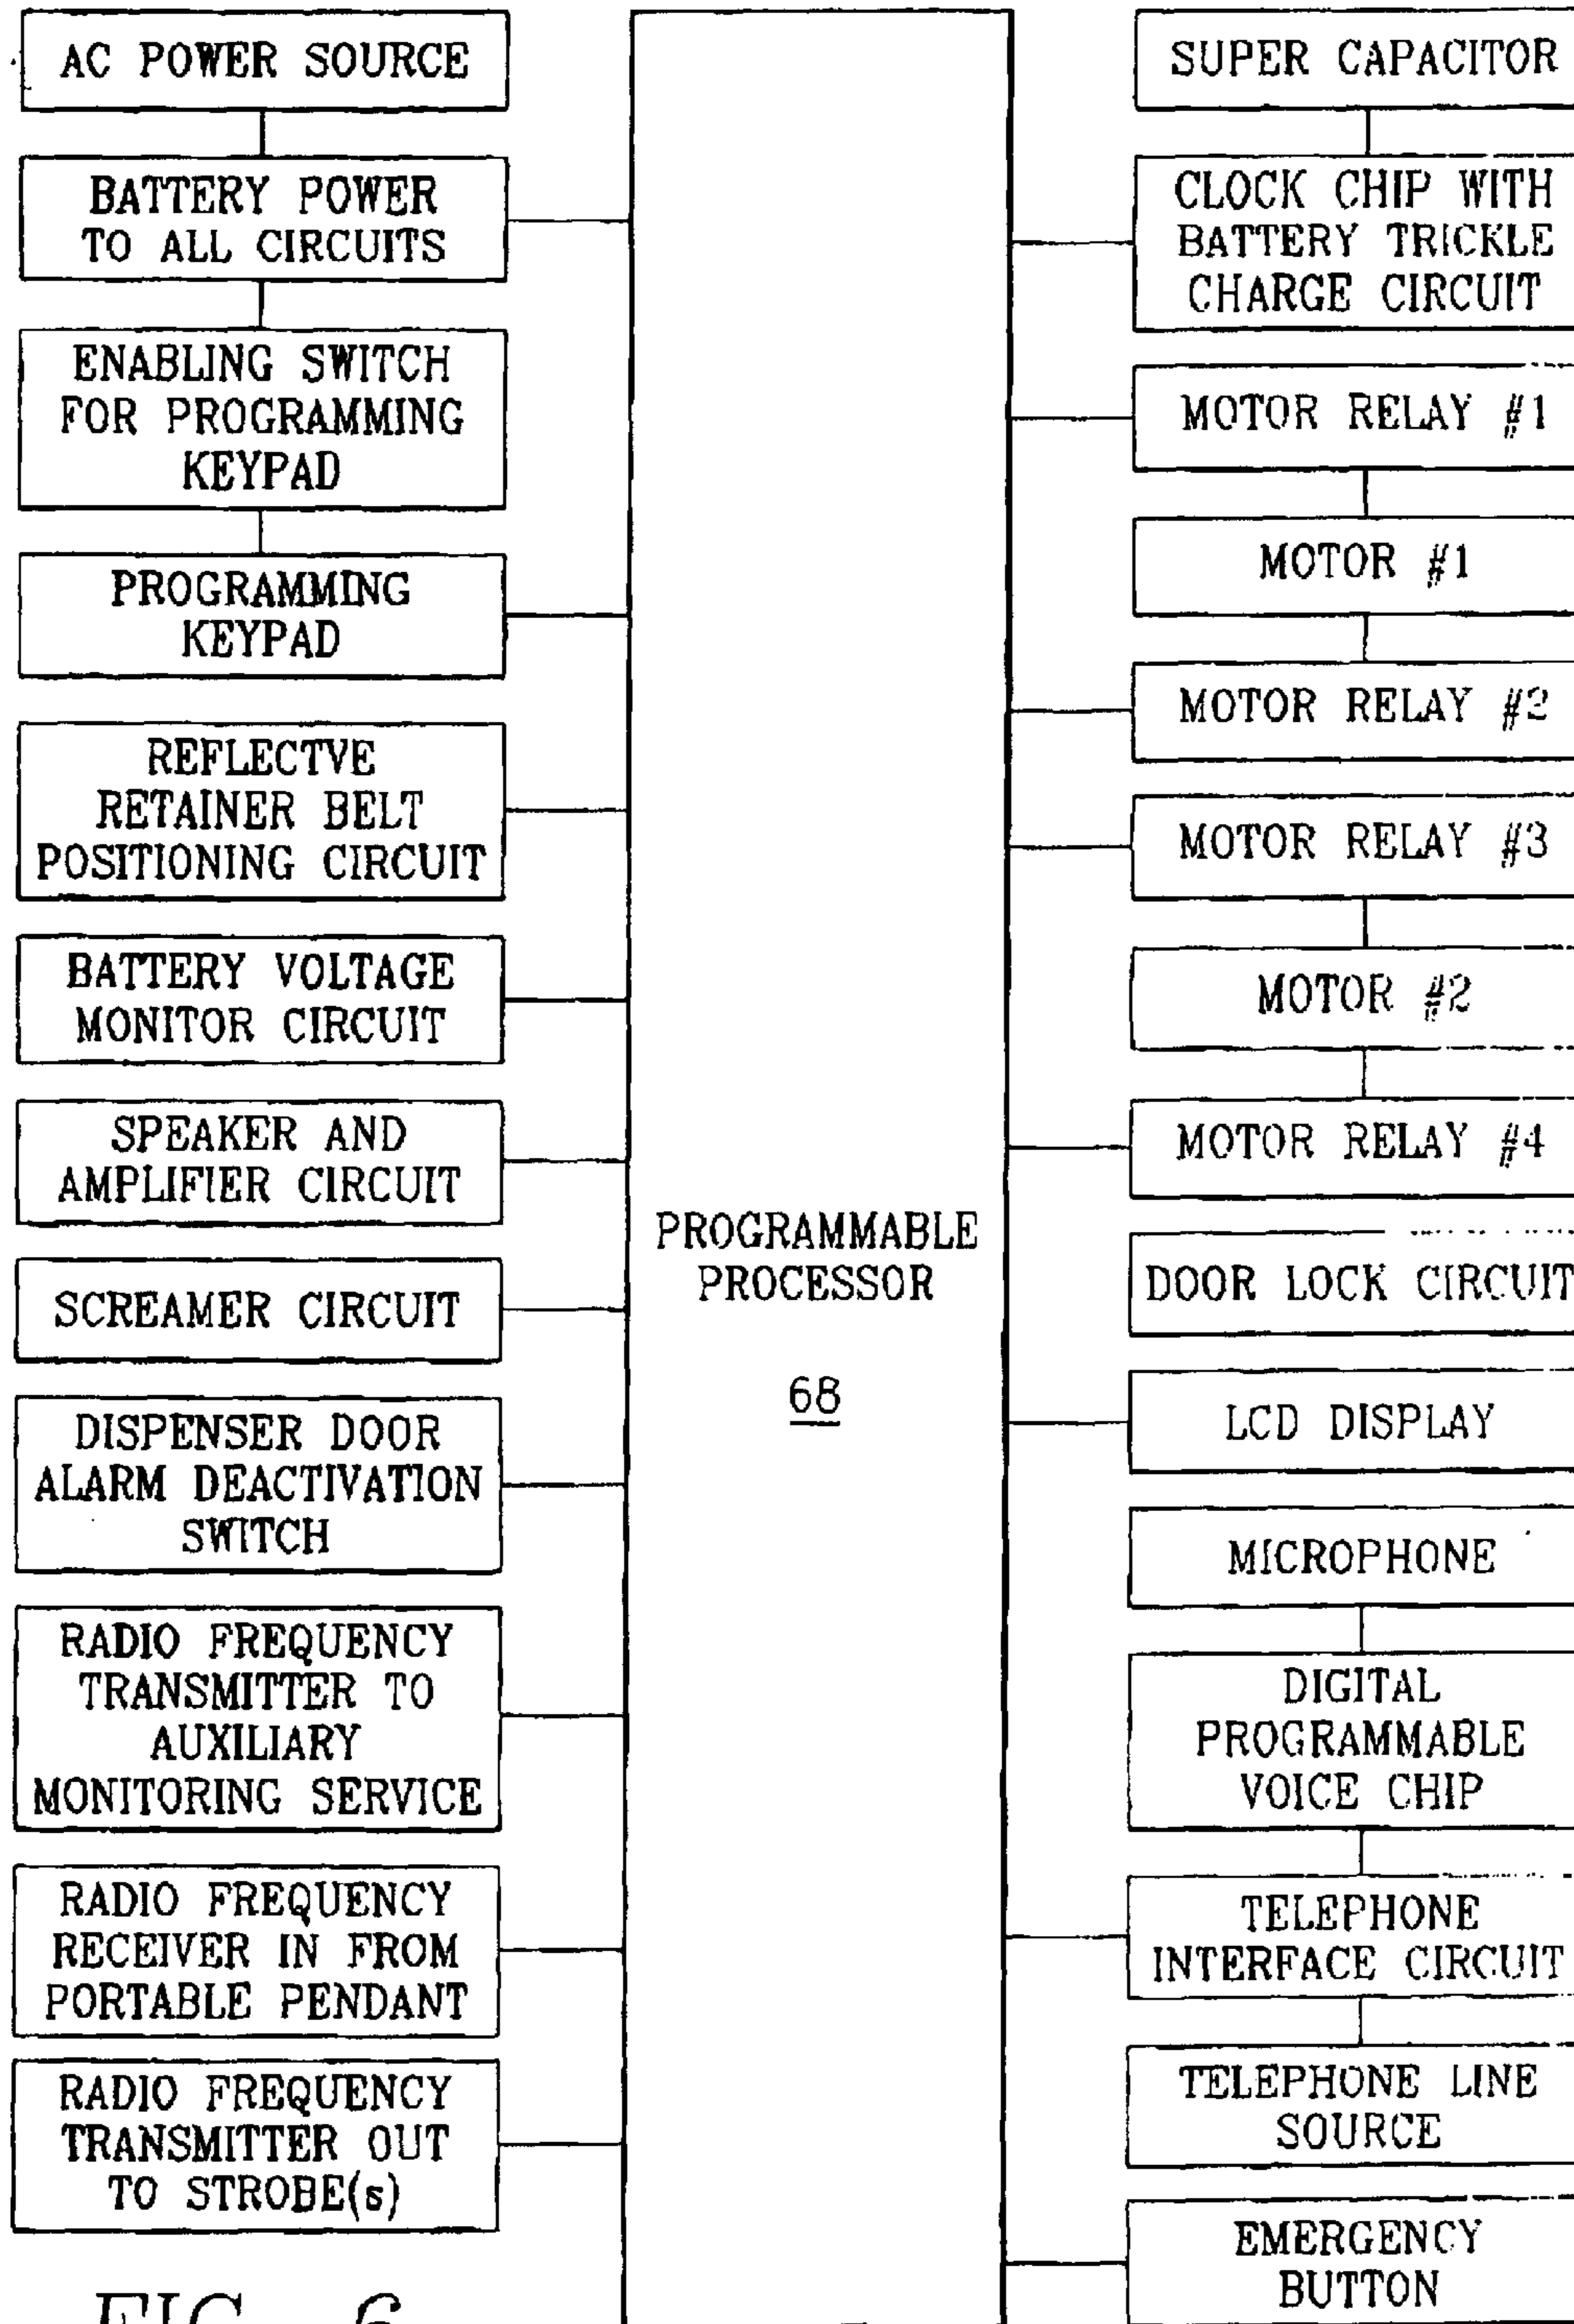 AC POWER SOURCE
BATTERY POWER
TO ALL CIRCUITS
ENABLING SWITCH
FOR PROGRAMMING
KEYPAD
PROGRAMMING
KEYPAD
REFLECTVE
RETAINER BELT
POSITIONING CIRCUIT
BATTERY VOLTAGE
MONITOR CIRCUIT
SPEAKER AND
AMPLIFIER CIRCUIT
SCREAMER CIRCUIT
DISPENSER DOOR
ALARM DEACTIVATION
SWITCH
RADIO FREQUENCY
TRANSMITTER TO
AUXILIARY
MONITORING SERVICE
RADIO FREQUENCY
RECEIVER IN FROM
PORTABLE PENDANT
RADIO FREQUENCY
TRANSMITTER OUT
TO STROBE(s)
PROGRAMMABLE
PROCESSOR
68
SUPER CAPACITOR
CLOCK CHIP WITH
BATTERY TRICKLE
CHARGE CIRCUIT
MOTOR RELAY #1
MOTOR #1
MOTOR RELAY #2
MOTOR RELAY #3
MOTOR #2
MOTOR RELAY #4
DOOR LOCK CIRCUIT
LCD DISPLAY
MICROPHONE
DIGITAL
PROGRAMMABLE
VOICE CHIP
TELEPHONE
INTERFACE CIRCUIT
TELEPHONE LINE
SOURCE
EMERGENCY
BUTTON
FIG. 6